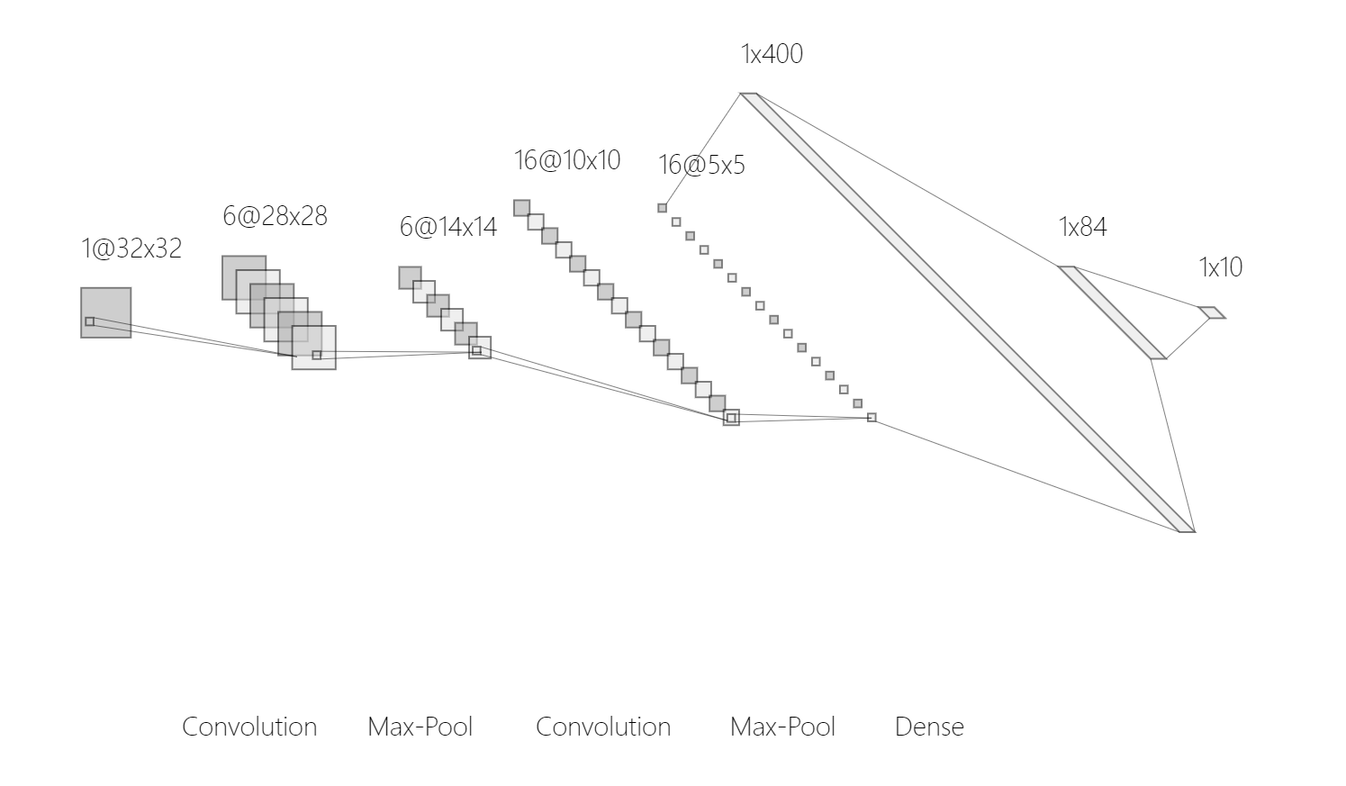 1@32x32
6@28x28
6@14x14
16@10x10
16@5x5
1x400
1x84
1x10
Convolution
Max-Pool
Convolution
Max-Pool
Dense